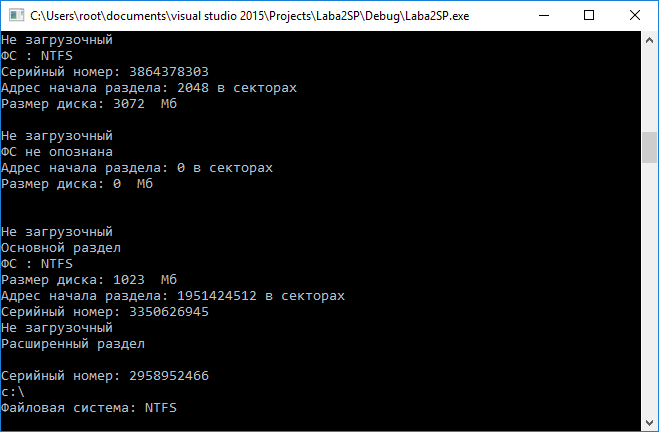 C:\Users\root\documents\visual studio 2015\Projects\Laba2SP\Debug\Laba2SP.exe
Не загрузочный
ФС : NTFS
Серийный номер: 3864378303
Адрес начала раздела: 2048 в секторах
Размер диска: 3072  Мб
Не загрузочный
ФС не опознана
Адрес начала раздела: 0 в секторах
Размер диска: 0  Мб
Не загрузочный
Основной раздел
ФС : NTFS
Размер диска: 1023  Мб
Адрес начала раздела: 1951424512 в секторах
Серийный номер: 3350626945
Не загрузочный
Расширенный раздел
Серийный номер: 2958952466
c:\
Файловая система: NTFS